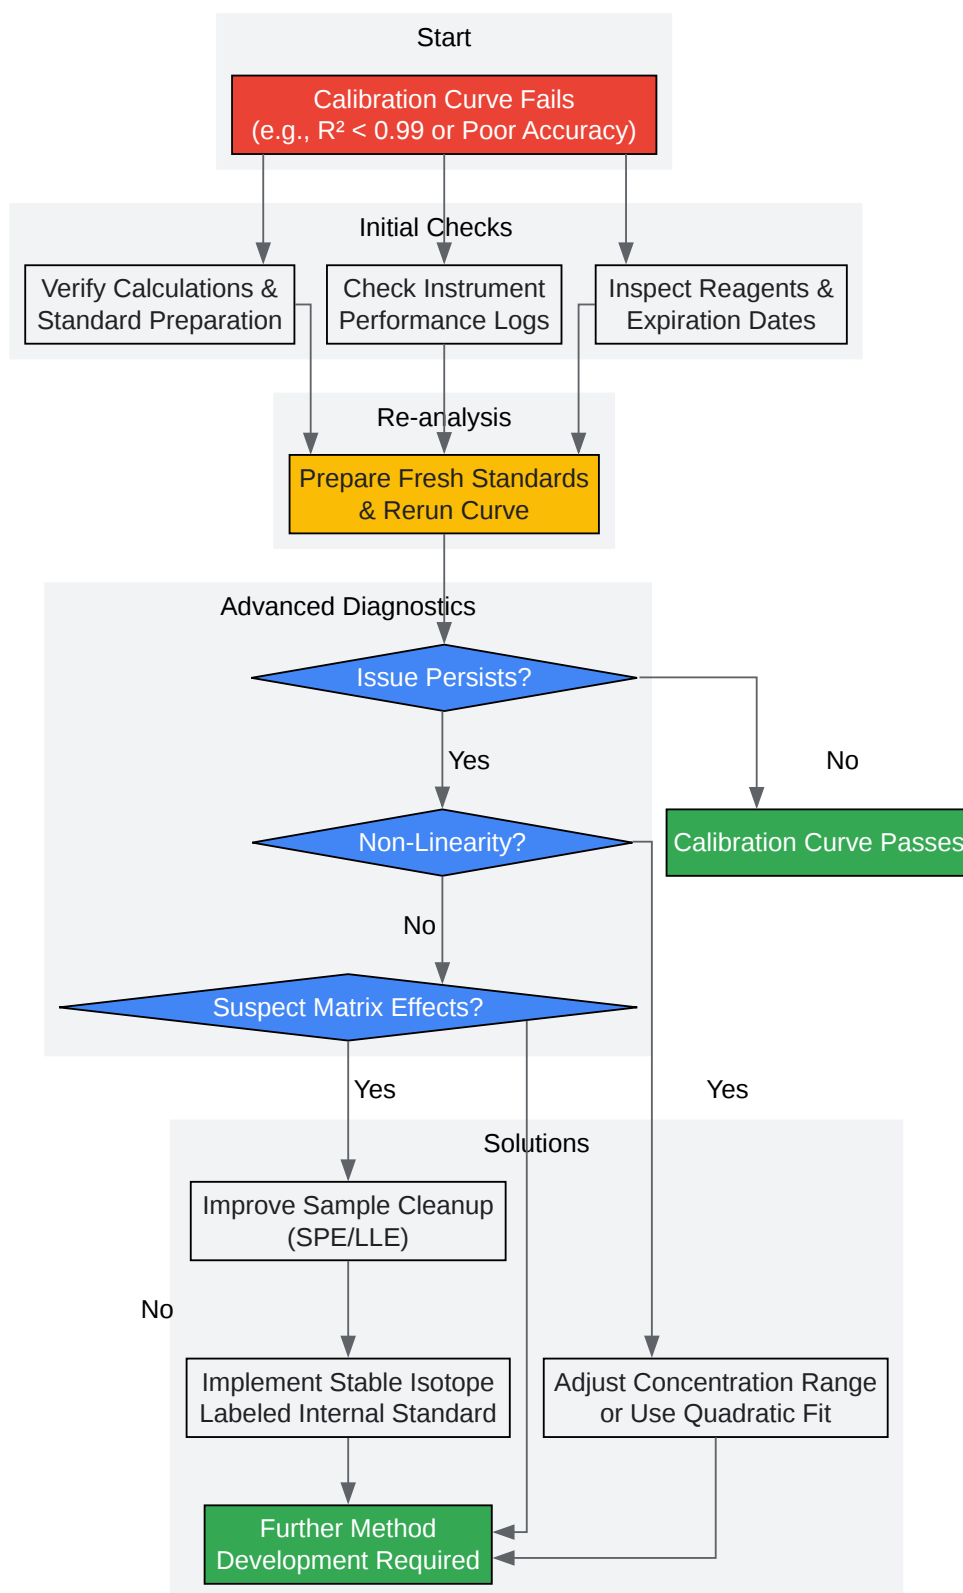 Start
Calibration Curve Fails
(e.g., R² < 0.99 or Poor Accuracy)
Initial Checks
Verify Calculations &
Standard Preparation
Check Instrument
Performance Logs
Inspect Reagents &
Expiration Dates
Re-analysis
Prepare Fresh Standards
& Rerun Curve
Advanced Diagnostics
Issue Persists?
Yes
No
Non-Linearity?
Calibration Curve Passes
No
Suspect Matrix Effects?
Yes
Yes
Solutions
Improve Sample Cleanup
(SPE/LLE)
No
Implement Stable Isotope
Labeled Internal Standard
Adjust Concentration Range
or Use Quadratic Fit
Further Method
Development Required